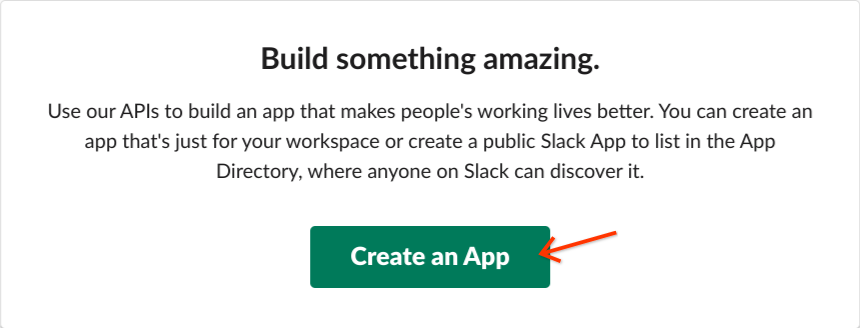 Build something amazing.
Use our APIs to build an app that makes people's working lives better. You can create an
app that's just for your workspace or create a public Slack App to list in the App
Directory, where anyone on Slack can discover it.
Create an App